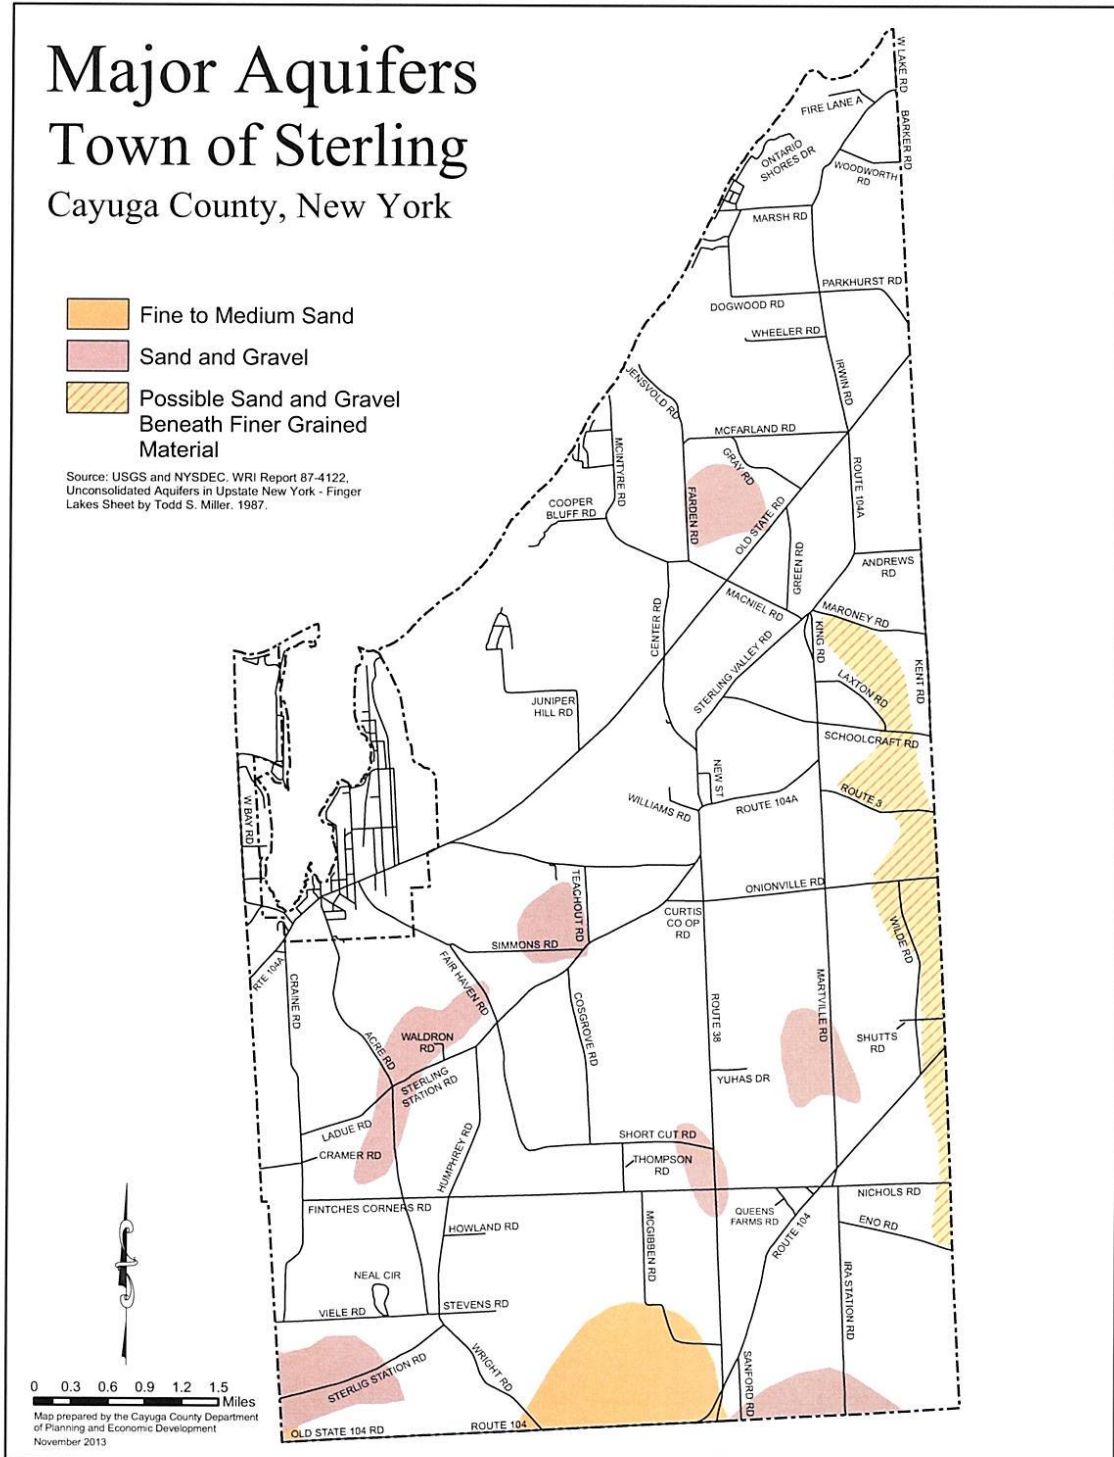 Major Aquifers
Town of Sterling
Cayuga County, New York
Fine to Medium Sand
Sand and Gravel
Possible Sand and Gravel
Beneath Finer Grained
Material
Source: USGS and NYSDEC. WRI Report 87-4122,
Unconsolidated Aquifers in Upstate New York - Finger
Lakes Sheet by Todd S. Miller. 1987.
W LAKE RD
FIRE LANE A
BARKER RD
ONTARIO
SHORES DR
WOODWORTH
RD
MARSH RD
PARKHURST RD
DOGWOOD RD
WHEELER RD
IRWIN RD
JENSVOLD RD
MCFARLAND RD
MCINTYRE RD
GRAY RD
ROUTE 104A
FARDEN RD
COOPER
BLUFF RD
OLD STATE RD
GREEN RD
ANDREWS
RD
MACNIEL RD
CENTER RD
MARONEY RD
KING RD
STERLING VALLEY RD
KENT RD
LAXTON RD
JUNIPER
HILL RD
SCHOOLCRAFT RD
NEW ST
WILLIAMS RD
ROUTE 104A
ROUTE 3
W BAY RD
TEACHOUT RD
ONIONVILLE RD
CURTIS
CO OP
RD
SIMMONS RD
WILDE RD
FAIR HAVEN RD
RTE 104A
CRAINE RD
COSGROVE RD
ROUTE 38
MARTVILLE RD
ACRE RD
WALDRON
RD
SHUTTS
RD
STERLING
STATION RD
YUHAS DR
LADUE RD
SHORT CUT RD
CRAMER RD
HUMPHREY RD
THOMPSON
RD
NICHOLS RD
FINTCHES CORNERS RD
QUEENS
FARMS RD
ENO RD
HOWLAND RD
MCGIBBEN RD
ROUTE 104
IRA STATION RD
NEAL CIR
VIELE RD
STEVENS RD
STERLIG STATION RD
WRIGHT RD
SANFORD RD
0 0.3 0.6 0.9 1.2 1.5
Miles
Map prepared by the Cayuga County Department
of Planning and Economic Development
November 2013
OLD STATE 104 RD
ROUTE 104